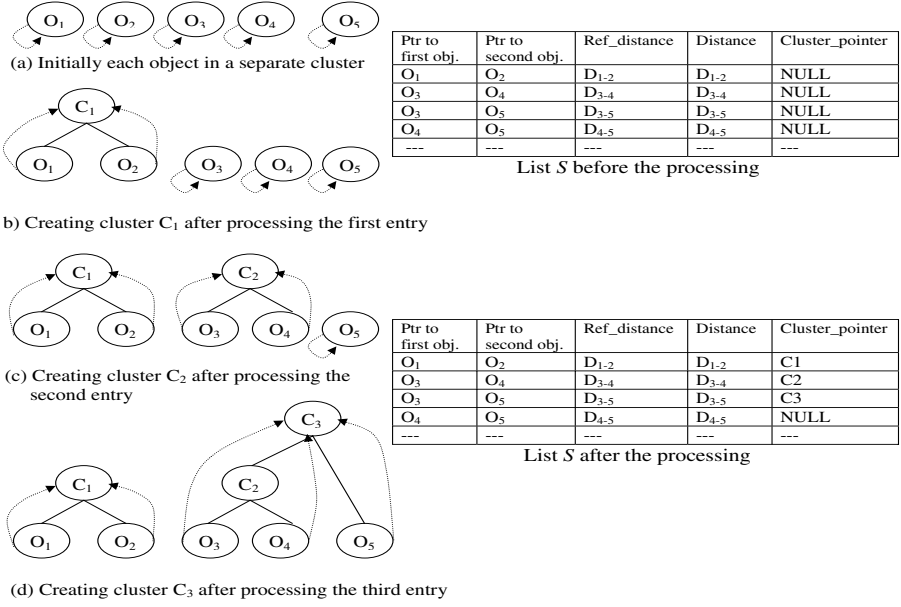 O₁ O₂ O₃ O₄ O₅
(a) Initially each object in a separate cluster
C₁
O₁ O₂ O₃ O₄ O₅
b) Creating cluster C₁ after processing the first entry
C₁ C₂
O₁ O₂ O₃ O₄ O₅
(c) Creating cluster C₂ after processing the
second entry
C₃
C₁ C₂
O₁ O₂ O₃ O₄ O₅
(d) Creating cluster C₃ after processing the third entry
Ptr to first obj. Ptr to second obj. Ref_distance Distance Cluster_pointer
O₁ O₂ D₁₋₂ D₁₋₂ NULL
O₃ O₄ D₃₋₄ D₃₋₄ NULL
O₃ O₅ D₃₋₅ D₃₋₅ NULL
O₄ O₅ D₄₋₅ D₄₋₅ NULL
--- --- --- --- ---
List S before the processing
Ptr to first obj. Ptr to second obj. Ref_distance Distance Cluster_pointer
O₁ O₂ D₁₋₂ D₁₋₂ C1
O₃ O₄ D₃₋₄ D₃₋₄ C2
O₃ O₅ D₃₋₅ D₃₋₅ C3
O₄ O₅ D₄₋₅ D₄₋₅ NULL
--- --- --- --- ---
List S after the processing